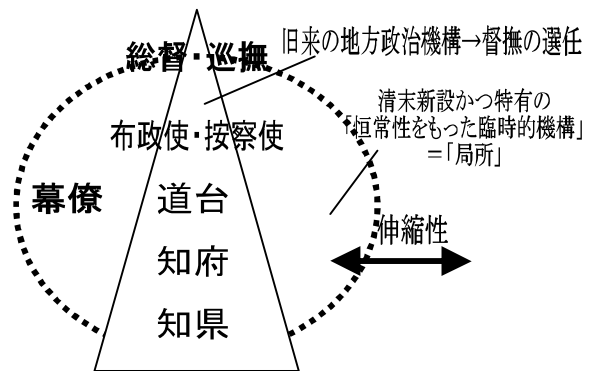 総督・巡撫
旧来の地方政治機構→督撫の選任
清末新設かつ特有の
「恒常性をもった臨時的機構」
＝「局所」
布政使・按察使
幕僚
道台
伸縮性
知府
知県